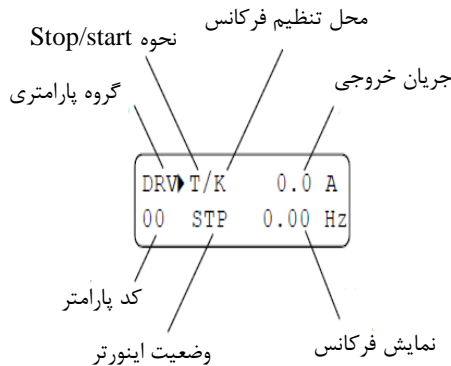 محل تنظیم فرکانس
نحوه Stop/start
جریان خروجی
گروه پارامتری
DRV▶T/K 0.0 A
00 STP 0.00 Hz
کد پارامتر
وضعیت اینورتر
نمایش فرکانس